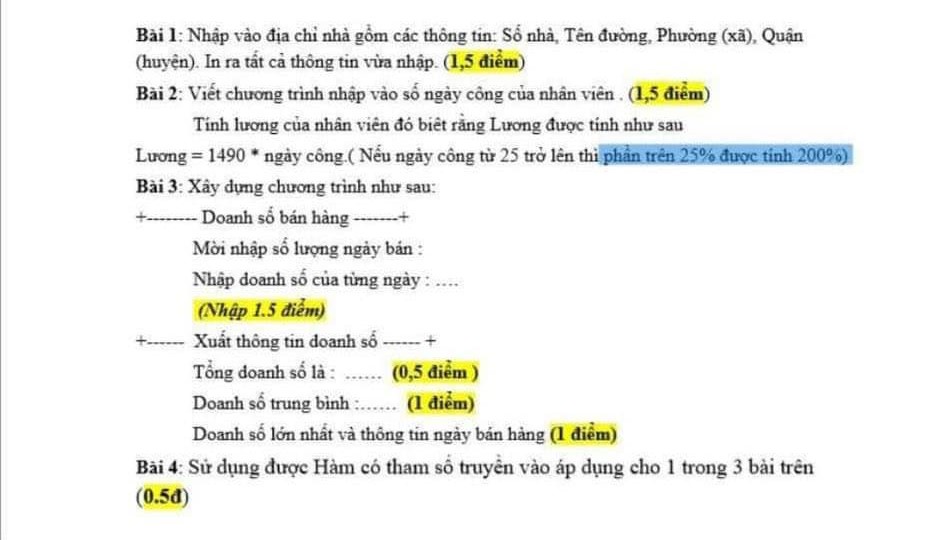 Bài 1: Nhập vào địa chỉ nhà gồm các thông tin: Số nhà, Tên đường, Phường (xã), Quận
(huyện). In ra tất cả thông tin vừa nhập. (1,5 điểm)
Bài 2: Viết chương trình nhập vào số ngày công của nhân viên . (1,5 điểm)
Tính lương của nhân viên đó biết rằng Lương được tính như sau
Lương = 1490 * ngày công.( Nếu ngày công từ 25 trở lên thì phần trên 25% được tính 200%)
Bài 3: Xây dựng chương trình như sau:
+-------- Doanh số bán hàng -------+
Mời nhập số lượng ngày bán :
Nhập doanh số của từng ngày : ....
(Nhập 1.5 điểm)
+------ Xuất thông tin doanh số ------ +
Tổng doanh số là : ...... (0,5 điểm )
Doanh số trung bình :...... (1 điểm)
Doanh số lớn nhất và thông tin ngày bán hàng (1 điểm)
Bài 4: Sử dụng được Hàm có tham số truyền vào áp dụng cho 1 trong 3 bài trên
(0.5đ)